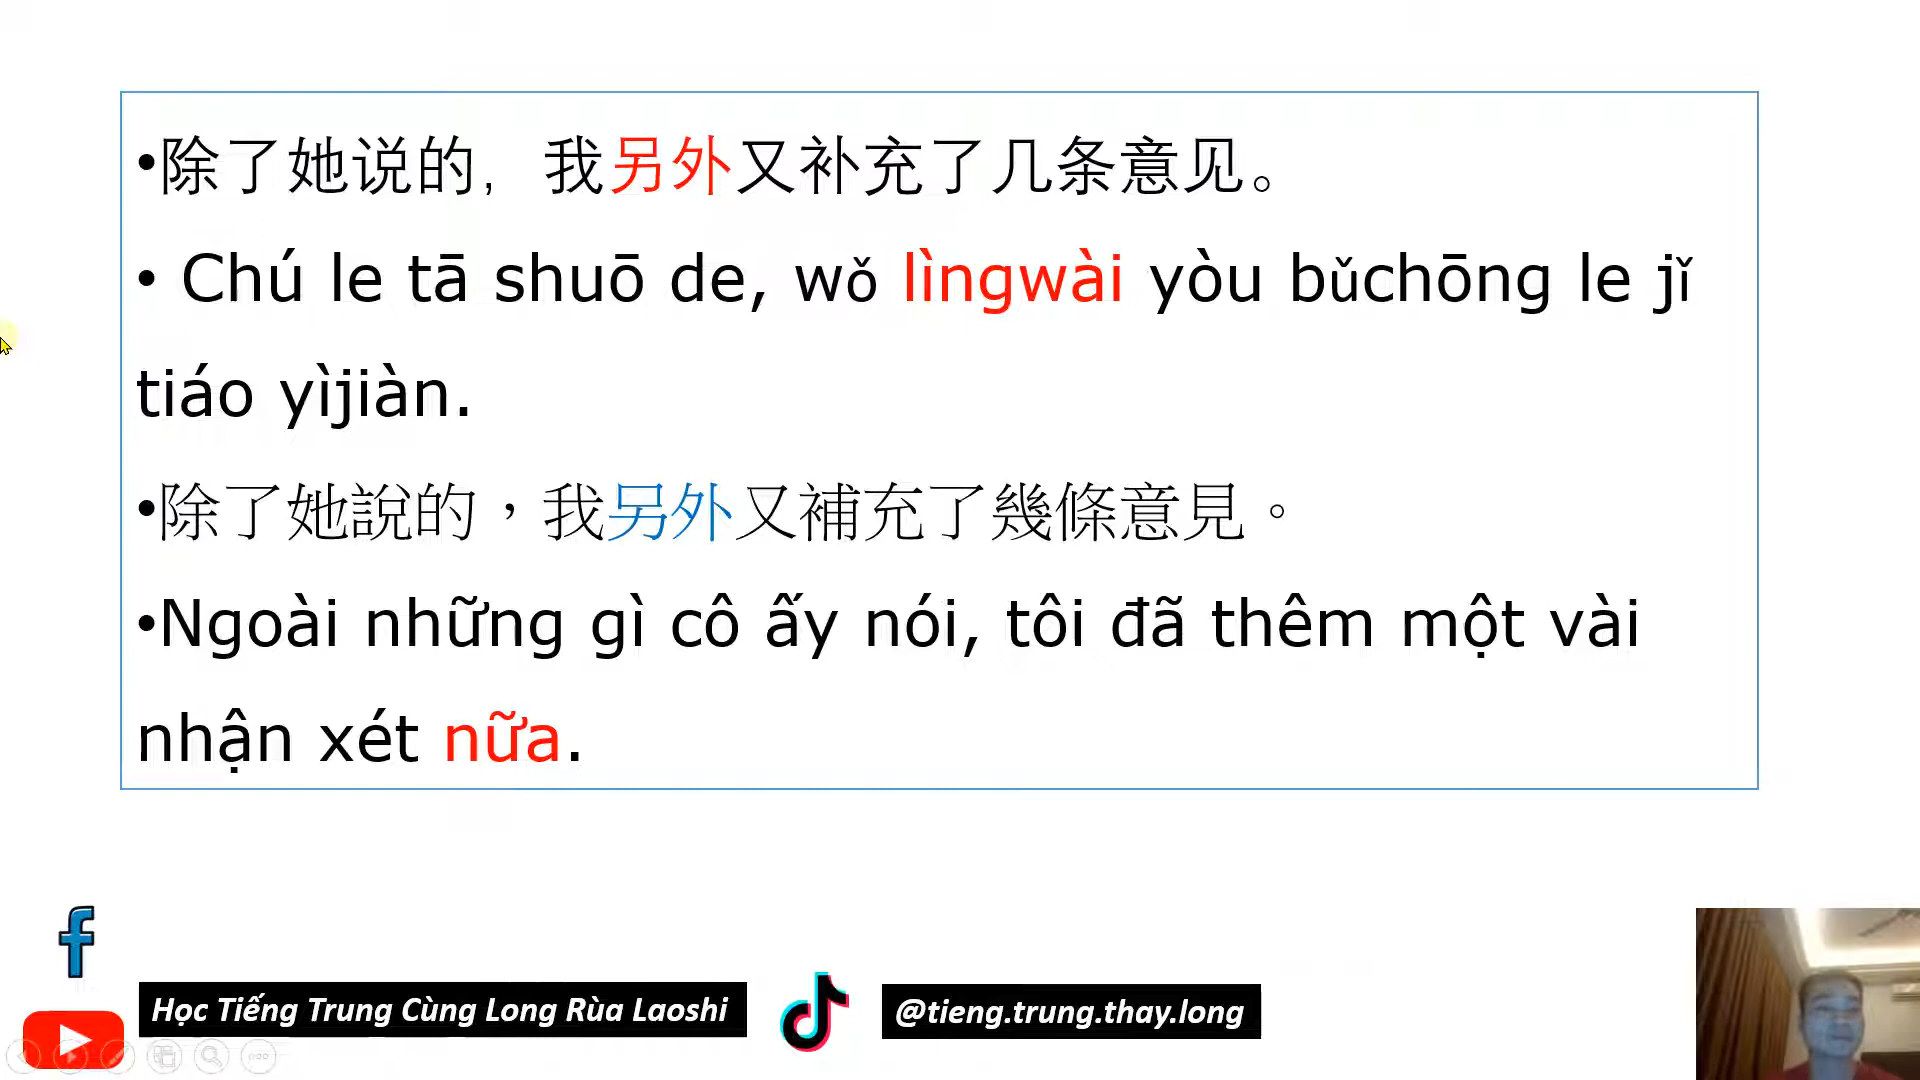 •除了她说的，我另外又补充了几条意见。
• Chú le tā shuō de, wǒ lìngwài yòu bǔchōng le jǐ
tiáo yìjiàn.
•除了她說的，我另外又補充了幾條意見。
•Ngoài những gì cô ấy nói, tôi đã thêm một vài
nhận xét nữa.
Học Tiếng Trung Cùng Long Rùa Laoshi
@tieng.trung.thay.long